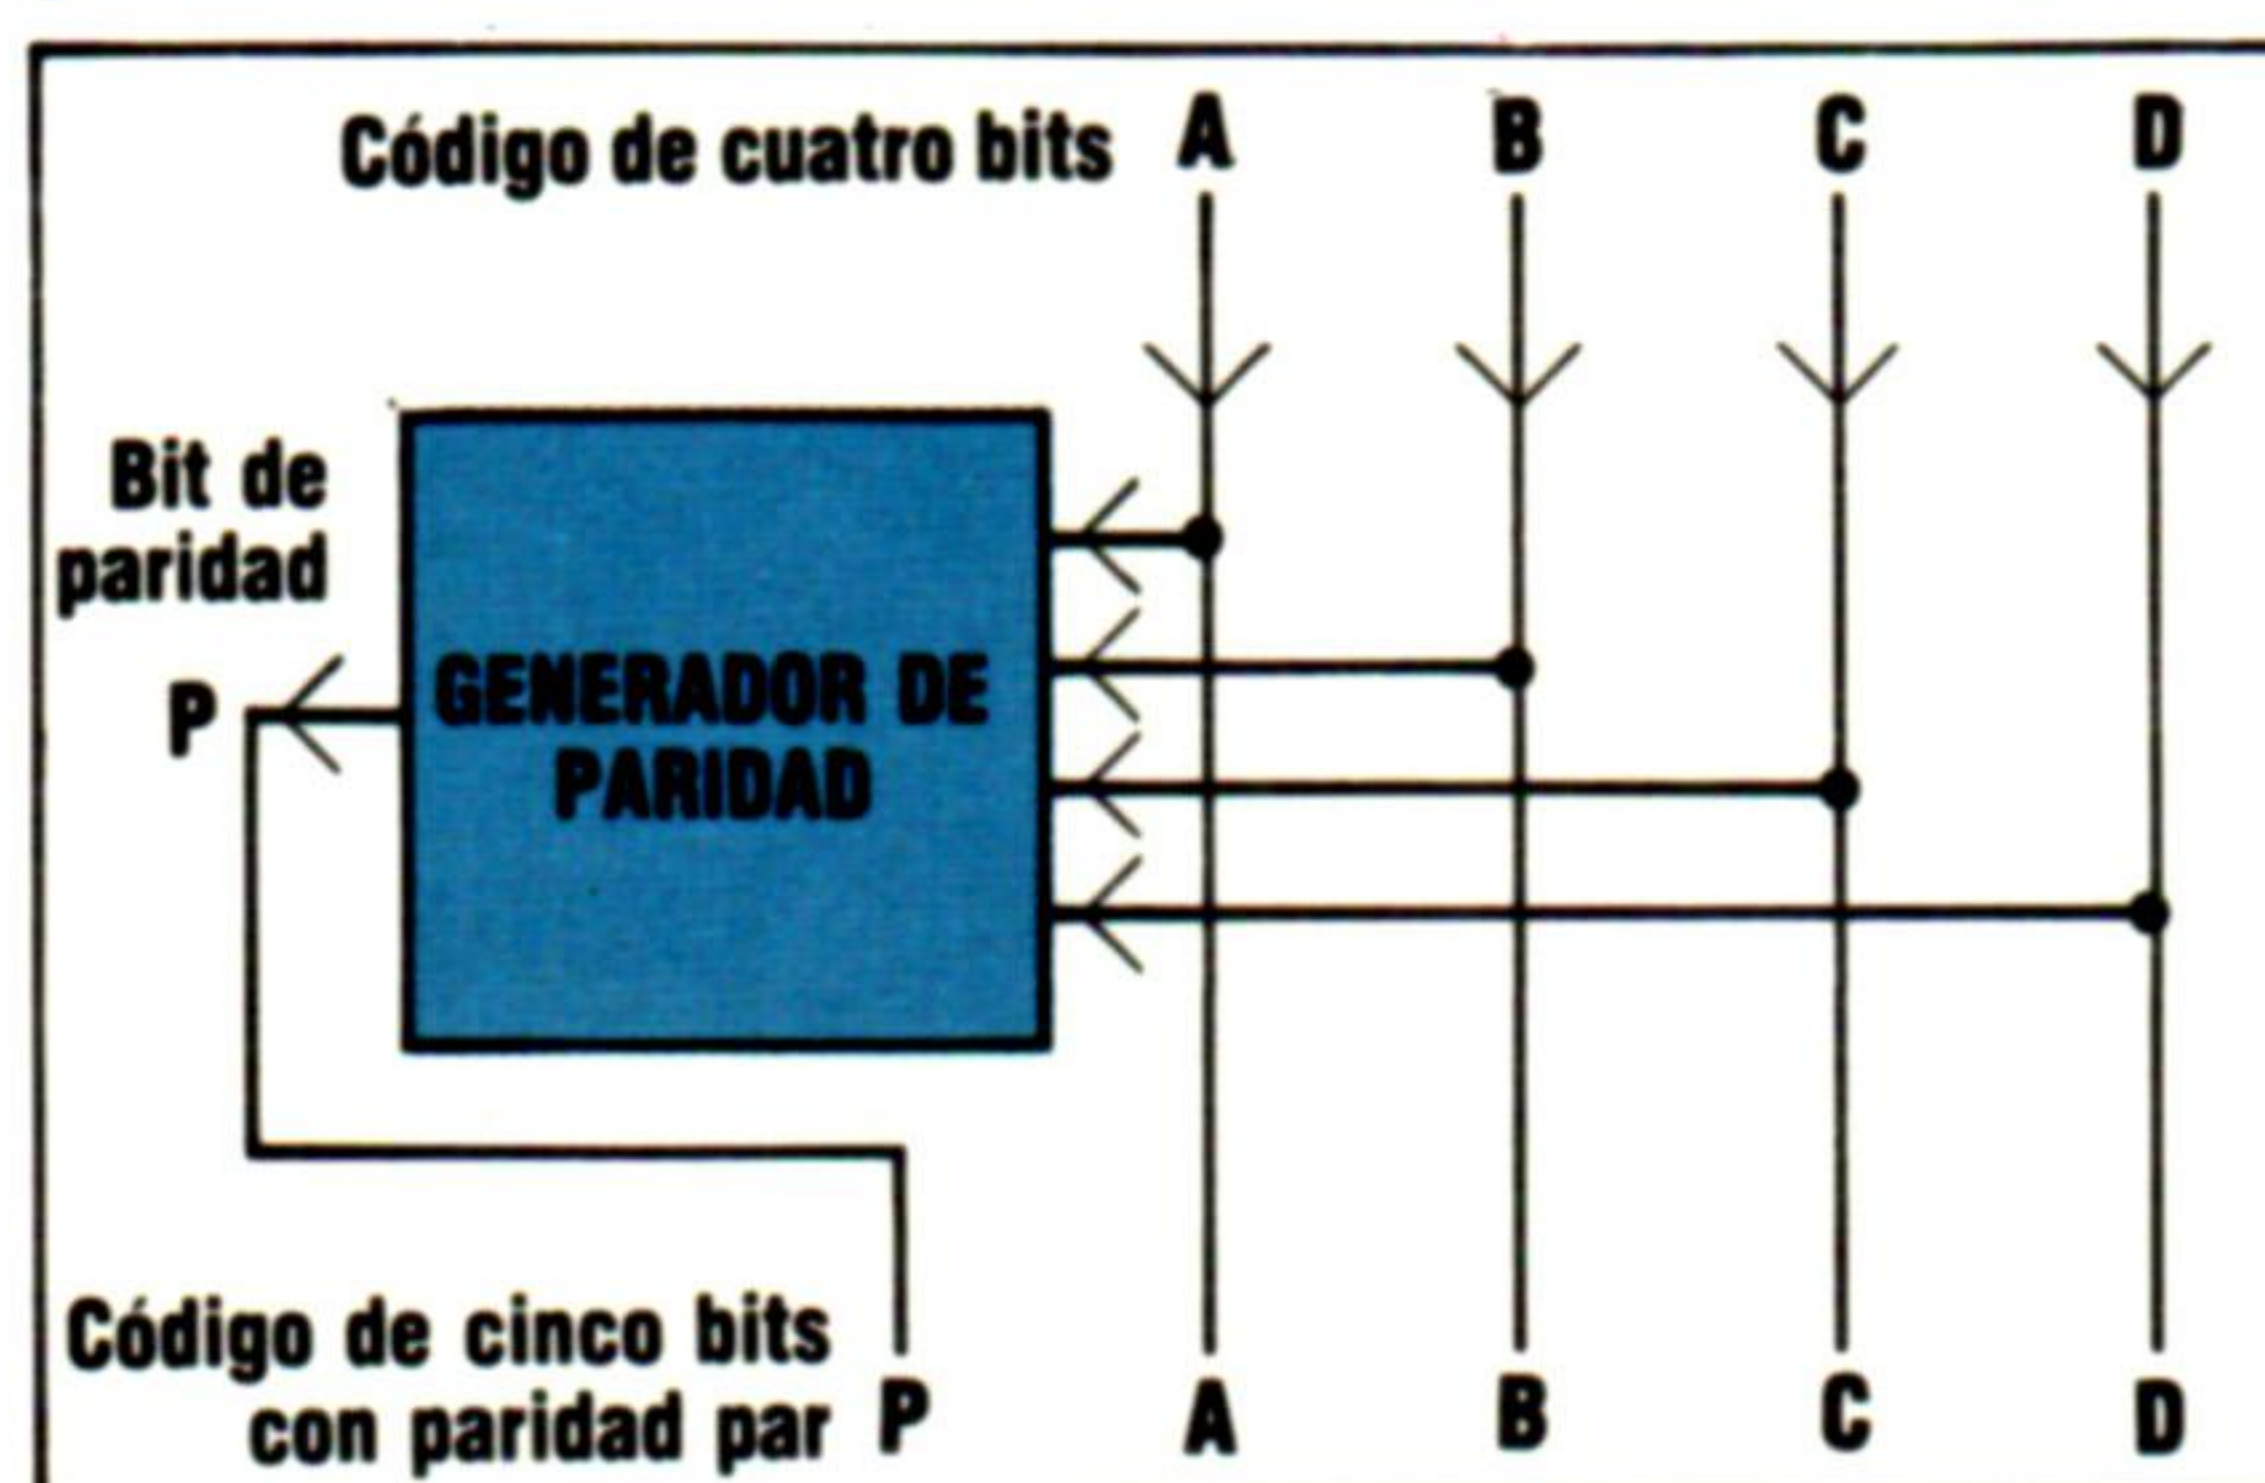 Código de cuatro bits A B C D
Bit de
paridad
P
GENERADOR DE
PARIDAD
Código de cinco bits
con paridad par P A B C D